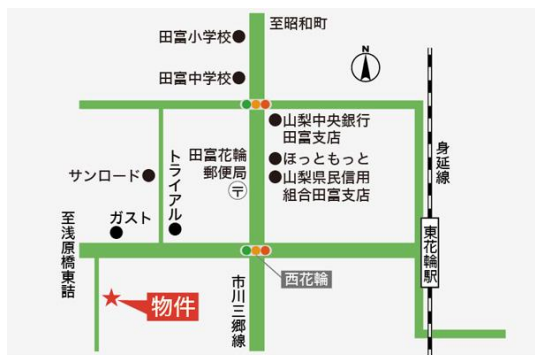 至昭和町
田富小学校
N
田富中学校
山梨中央銀行
田富支店
身延線
田富花輪
郵便局
〒
ほっともっと
トライアル
サンロード
山梨県民信用
組合田富支店
至浅原橋東詰
ガスト
東花輪駅
西花輪
市川三郷線
物件